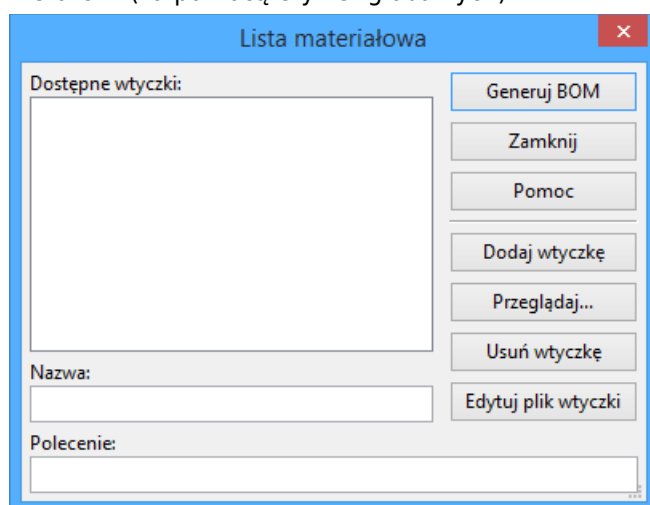 Lista materiałowa
Dostępne wtyczki:
Generuj BOM
Zamknij
Pomoc
Dodaj wtyczkę
Przeglądaj...
Usuń wtyczkę
Edytuj plik wtyczki
Nazwa:
Polecenie: